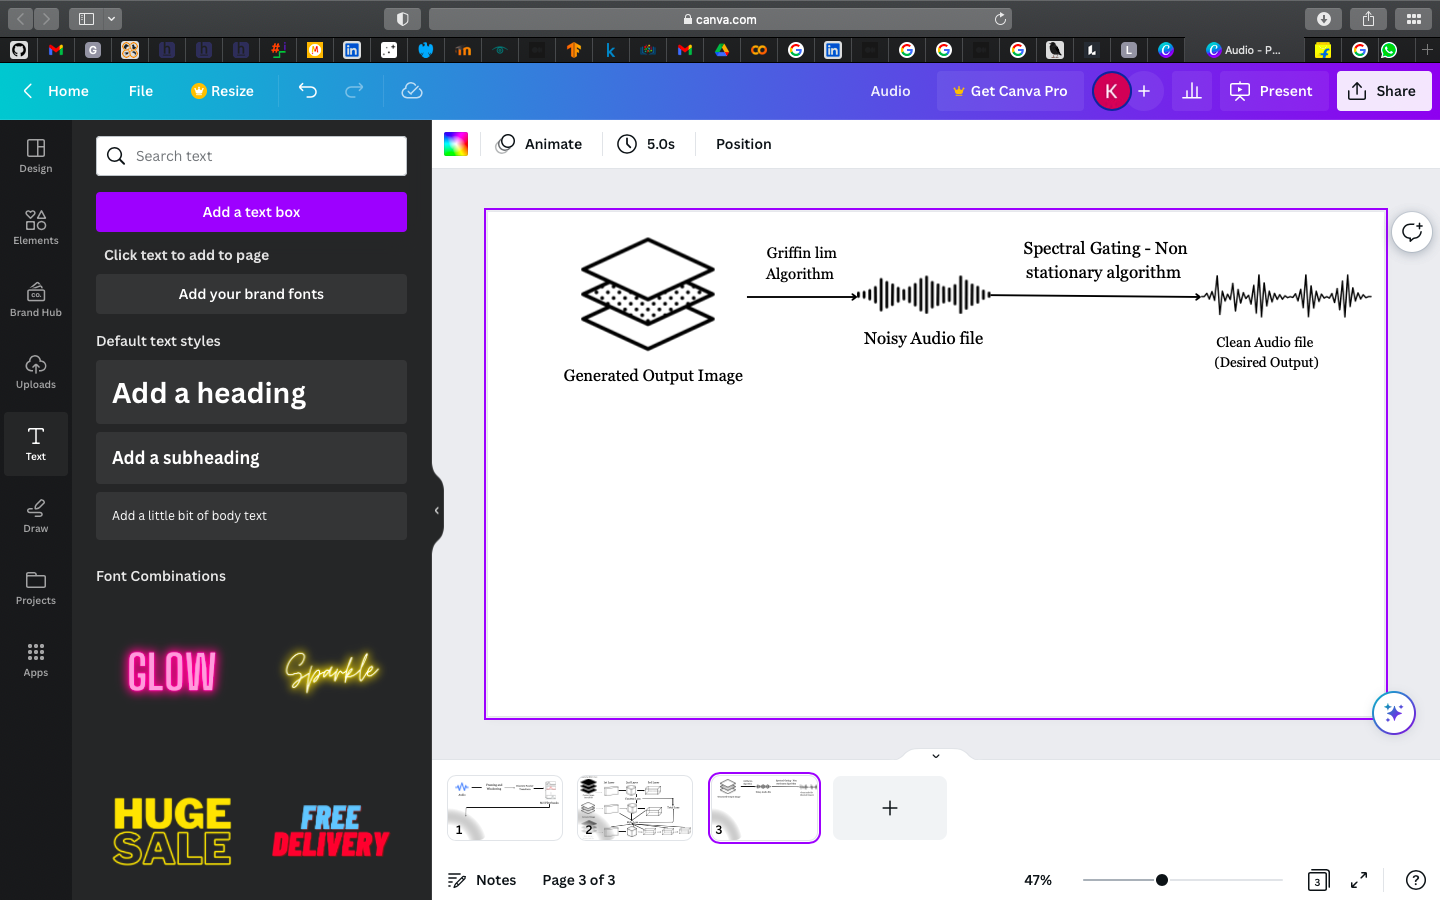 canva.com
Audio - P...
Home
File
Resize
Audio
Get Canva Pro
K
Present
Share
Design
Elements
Brand Hub
Uploads
Text
Draw
Projects
Apps
Search text
Add a text box
Click text to add to page
Add your brand fonts
Default text styles
Add a heading
Add a subheading
Add a little bit of body text
Font Combinations
GLOW
Sparkle
HUGE
SALE
FREE
DELIVERY
Animate
5.0s
Position
Griffin lim
Algorithm
Spectral Gating - Non
stationary algorithm
Noisy Audio file
Clean Audio file
(Desired Output)
Generated Output Image
1
2
3
Notes
Page 3 of 3
47%
3